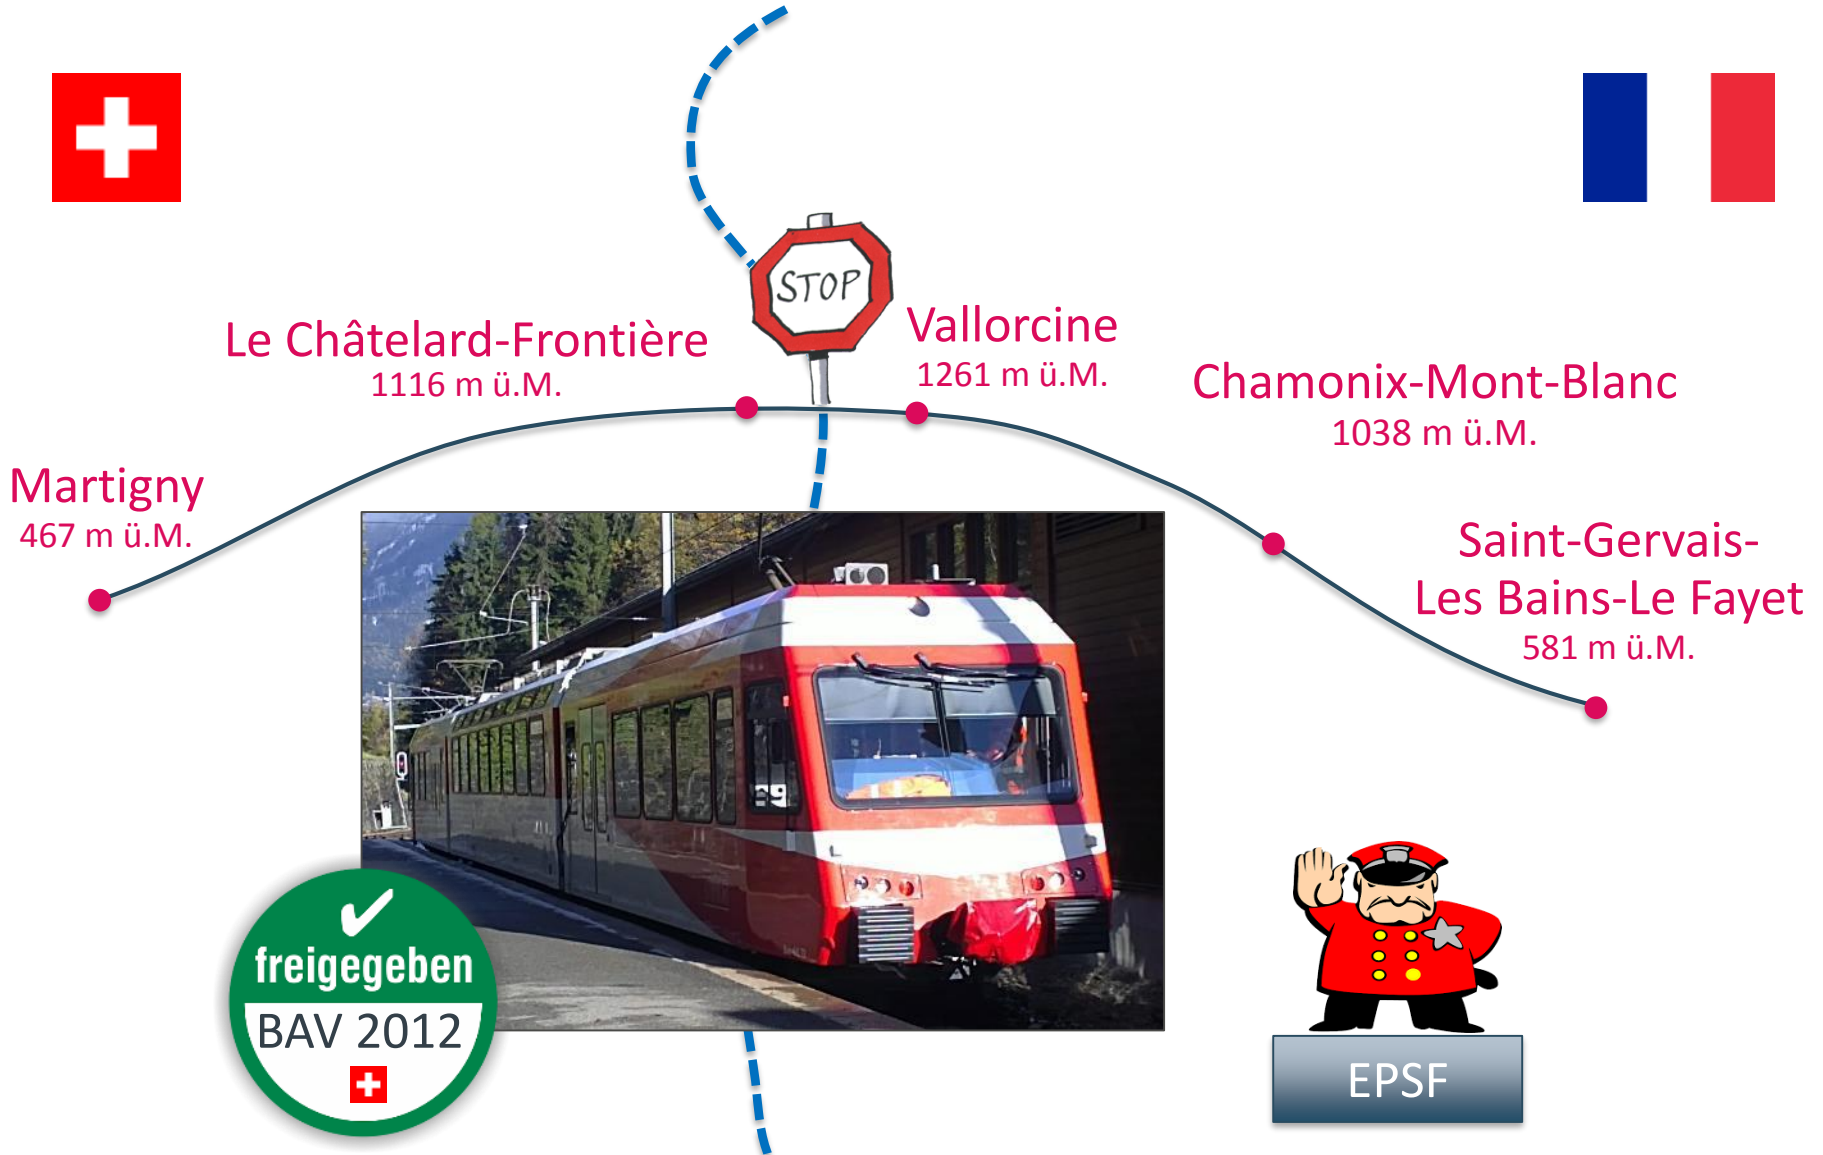 STOP
Le Châtelard-Frontière
1116 m ü.M.
Vallorcine
1261 m ü.M.
Chamonix-Mont-Blanc
1038 m ü.M.
Martigny
467 m ü.M.
Saint-Gervais-
Les Bains-Le Fayet
581 m ü.M.
freigegeben
BAV 2012
EPSF